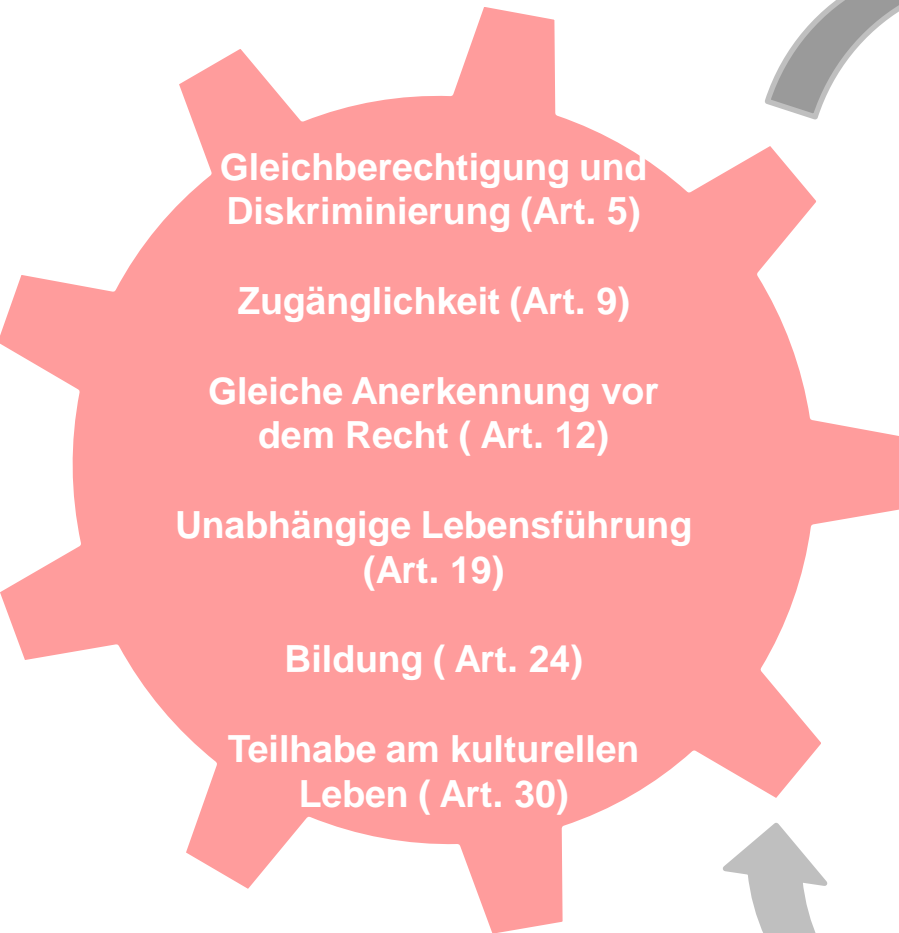 Gleichberechtigung und
Diskriminierung (Art. 5)
Zugänglichkeit (Art. 9)
Gleiche Anerkennung vor
dem Recht ( Art. 12)
Unabhängige Lebensführung
(Art. 19)
Bildung ( Art. 24)
Teilhabe am kulturellen
Leben ( Art. 30)